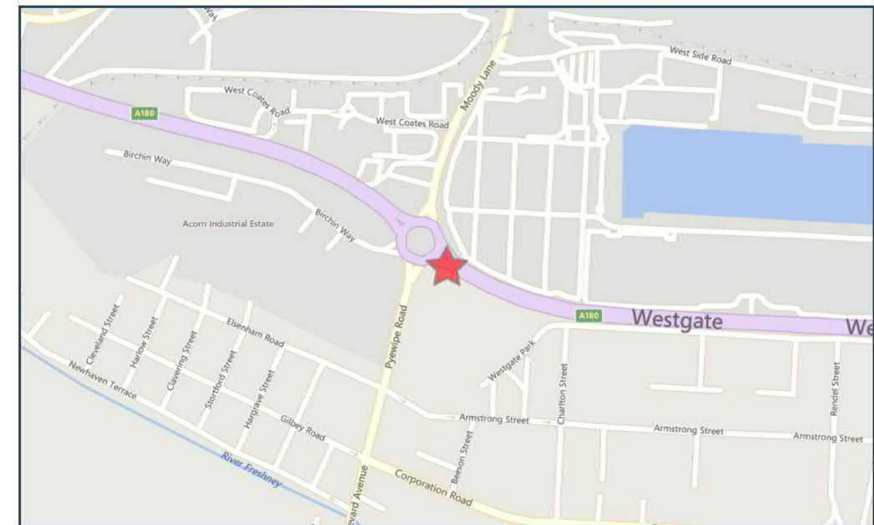 Way
West Side Road
Moody Lane
West Coates Road
A180
West Coates Road
Birchin Way
Birchin Way
Acorn Industrial Estate
A180
Westgate
We
Pyewipe Road
Cleveland Street
Harlow Street
Clavering Street
Stortford Street
Hargrave Street
Elsenham Road
Newhaven Terrace
Gilbey Road
River Freshney
Westgate Park
Charlton Street
Rendel Street
Armstrong Street
Armstrong Street
Armstrong Street
Beeson Street
Corporation Road
yard Avenue